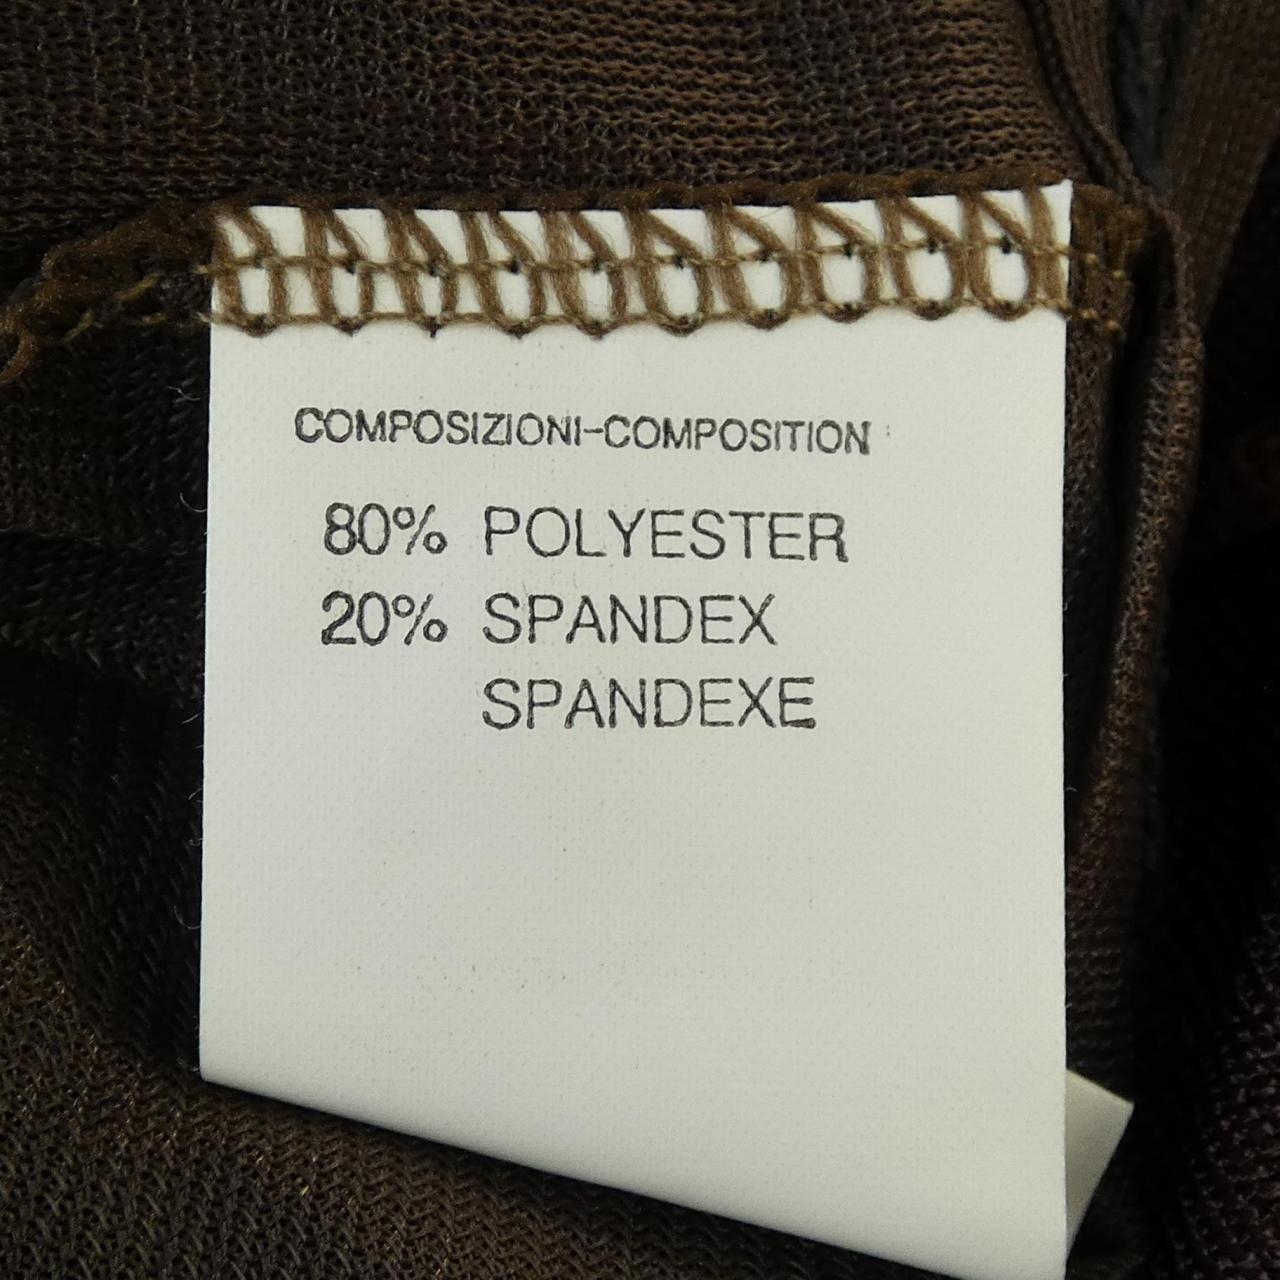 COMPOSIZIONI-COMPOSITION
80% POLYESTER
20% SPANDEX
SPANDEXE